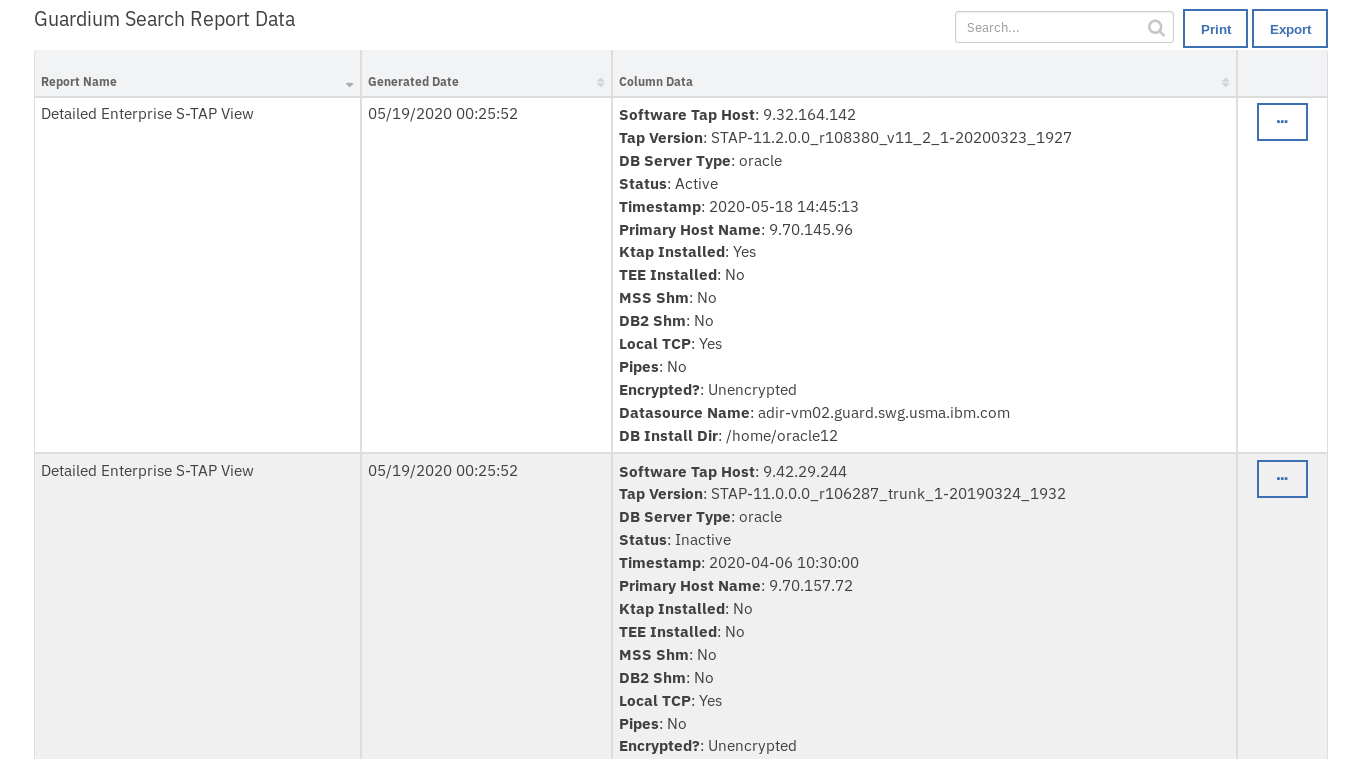 Guardium Search Report Data
Search...
Print
Export
Report Name
Generated Date
Column Data
Detailed Enterprise S-TAP View
05/19/2020 00:25:52
Software Tap Host: 9.32.164.142
Tap Version: STAP-11.2.0.0_r108380_v11_2_1-20200323_1927
DB Server Type: oracle
Status: Active
Timestamp: 2020-05-18 14:45:13
Primary Host Name: 9.70.145.96
Ktap Installed: Yes
TEE Installed: No
MSS Shm: No
DB2 Shm: No
Local TCP: Yes
Pipes: No
Encrypted?: Unencrypted
Datasource Name: adir-vm02.guard.swg.usma.ibm.com
DB Install Dir: /home/oracle12
...
Detailed Enterprise S-TAP View
05/19/2020 00:25:52
Software Tap Host: 9.42.29.244
Tap Version: STAP-11.0.0.0_r106287_trunk_1-20190324_1932
DB Server Type: oracle
Status: Inactive
Timestamp: 2020-04-06 10:30:00
Primary Host Name: 9.70.157.72
Ktap Installed: No
TEE Installed: No
MSS Shm: No
DB2 Shm: No
Local TCP: Yes
Pipes: No
Encrypted?: Unencrypted
...